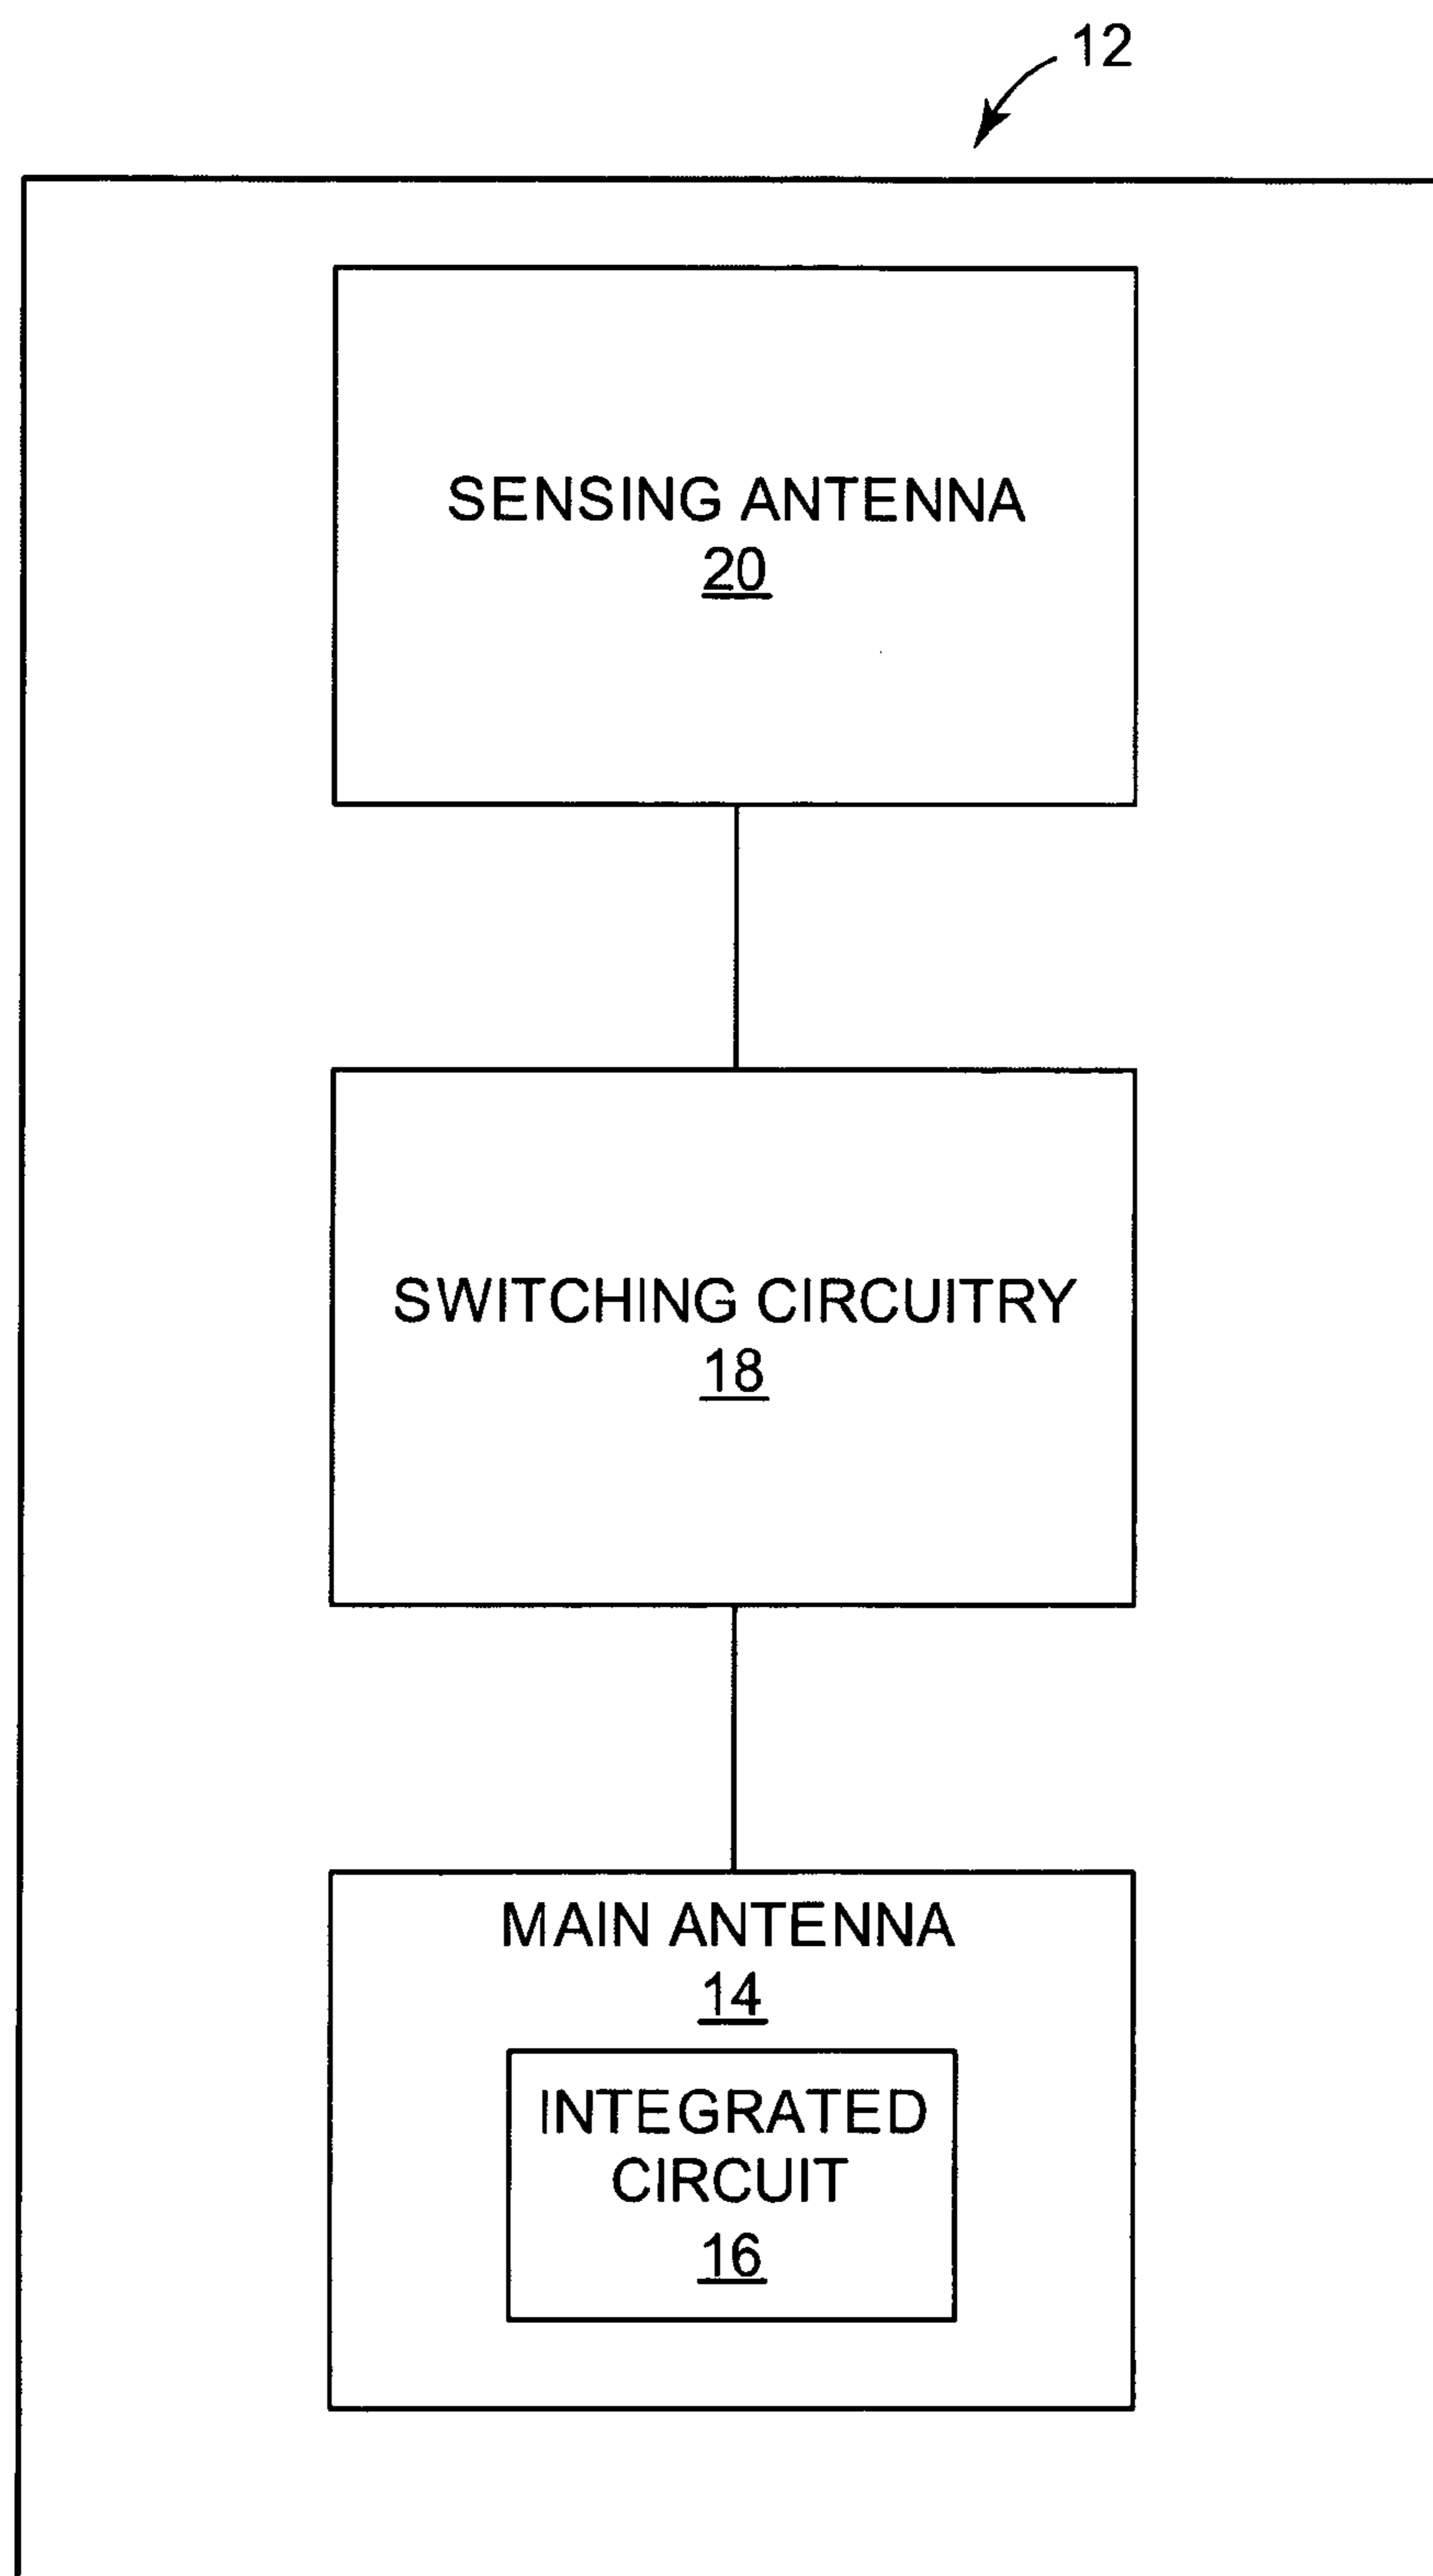 12
SENSING ANTENNA
20
SWITCHING CIRCUITRY
18
MAIN ANTENNA
14
INTEGRATED
CIRCUIT
16